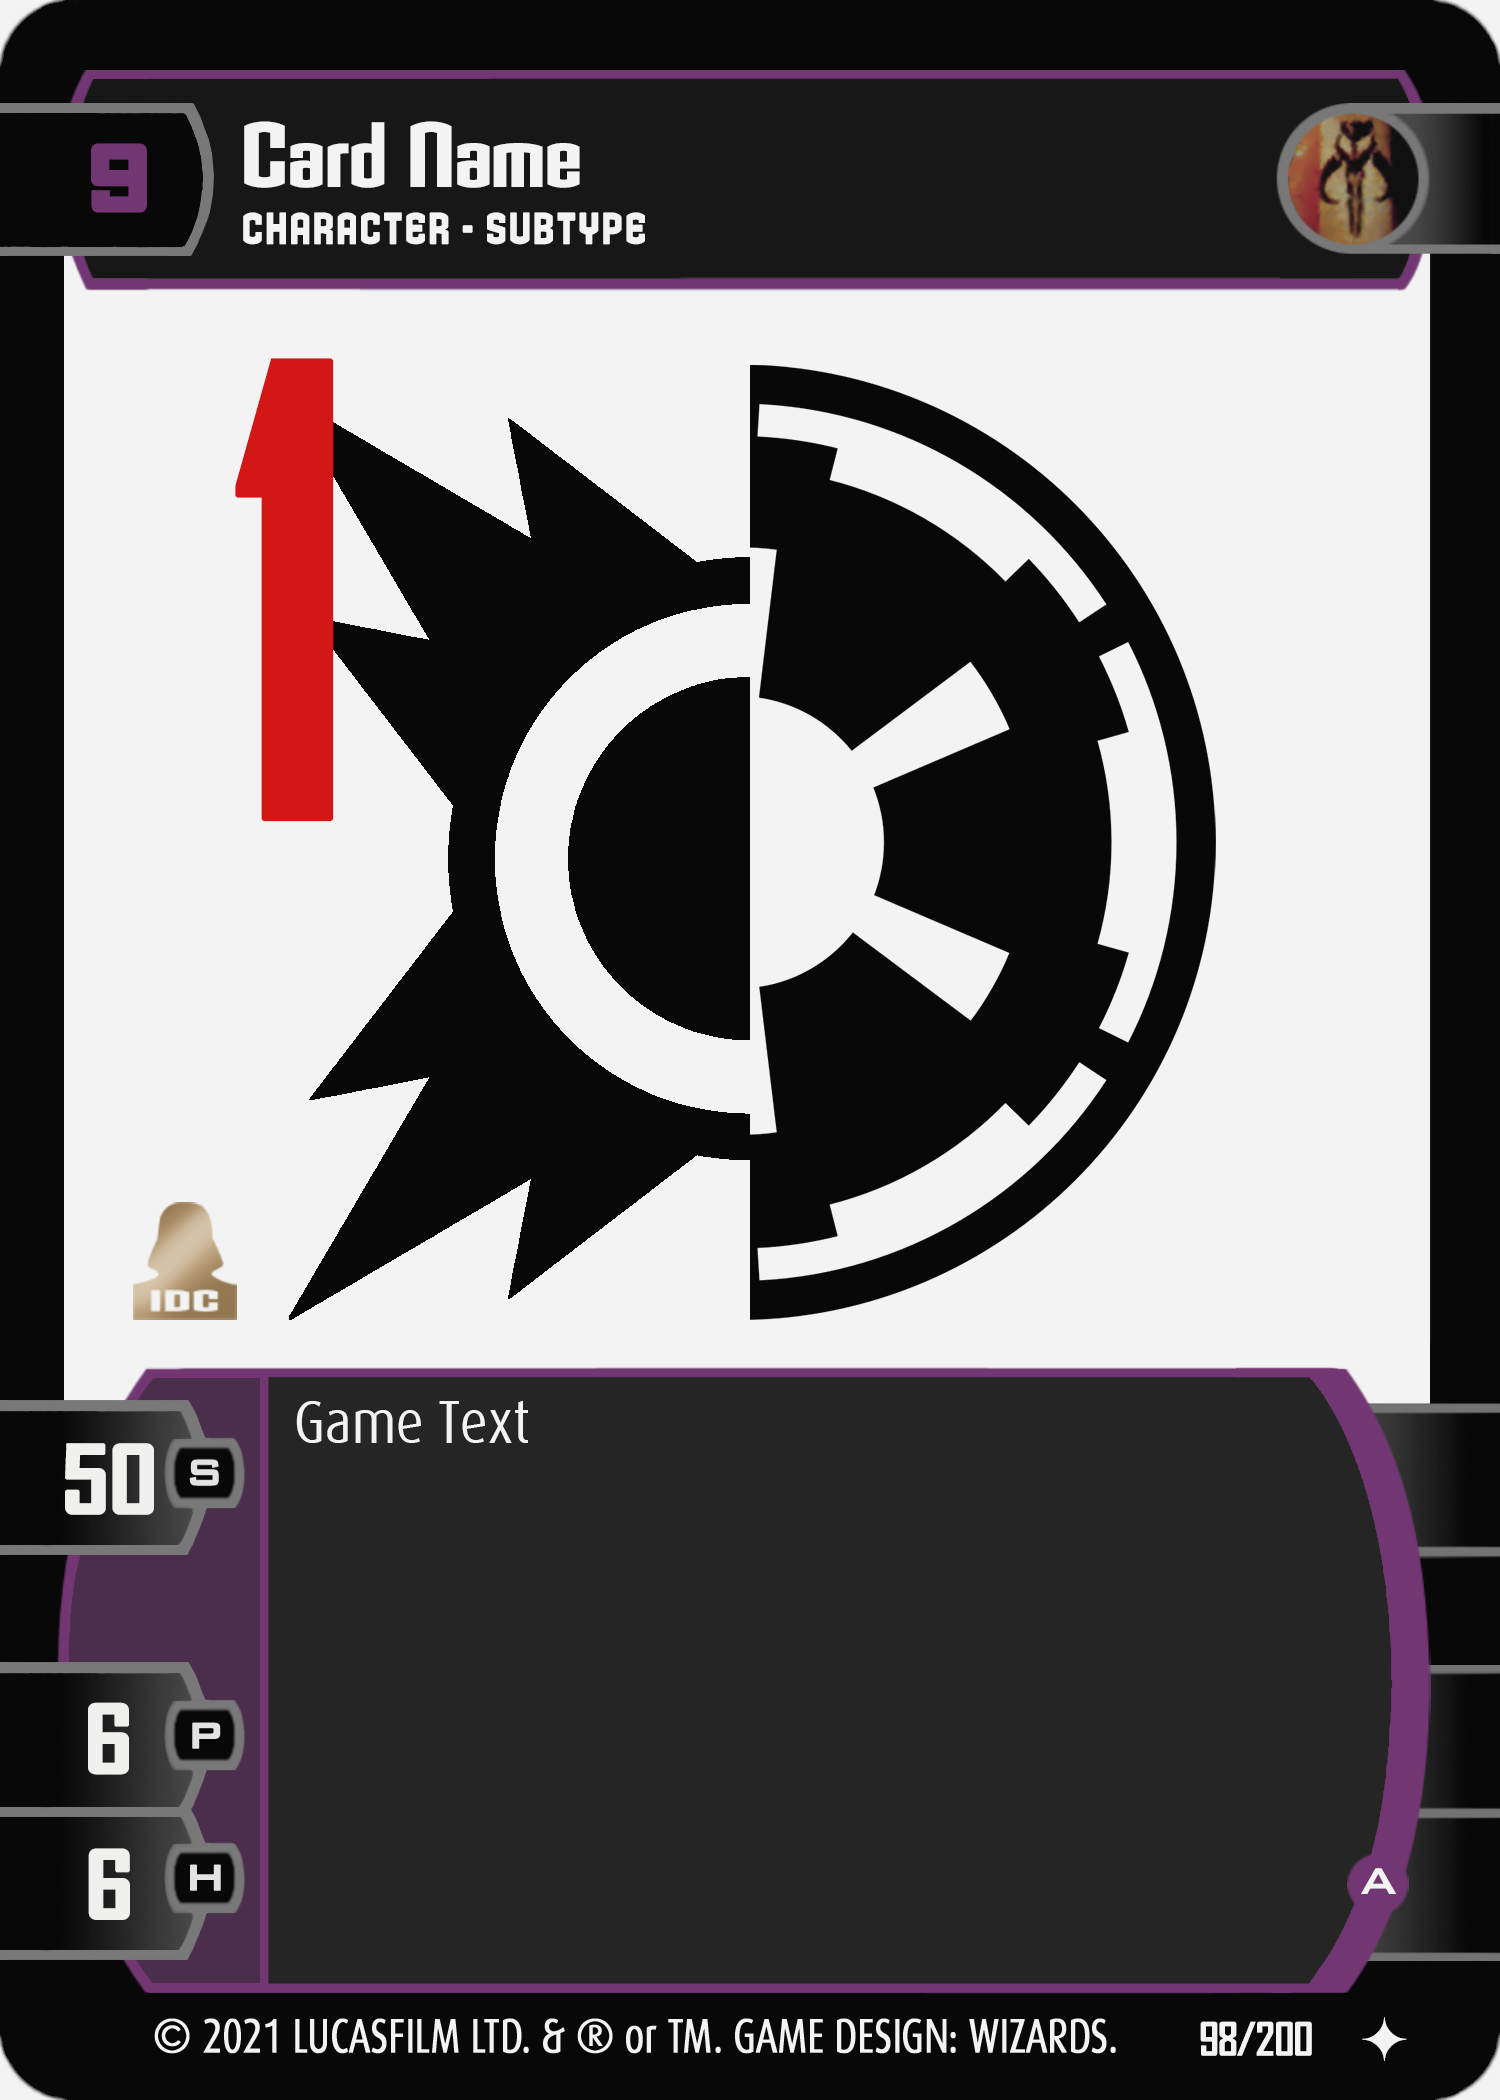 9
Card Name
CHARACTER - SUBTYPE
1
IDC
50 S
Game Text
6 P
6 H
A
© 2021 LUCASFILM LTD. & ® or TM. GAME DESIGN: WIZARDS.
98/200